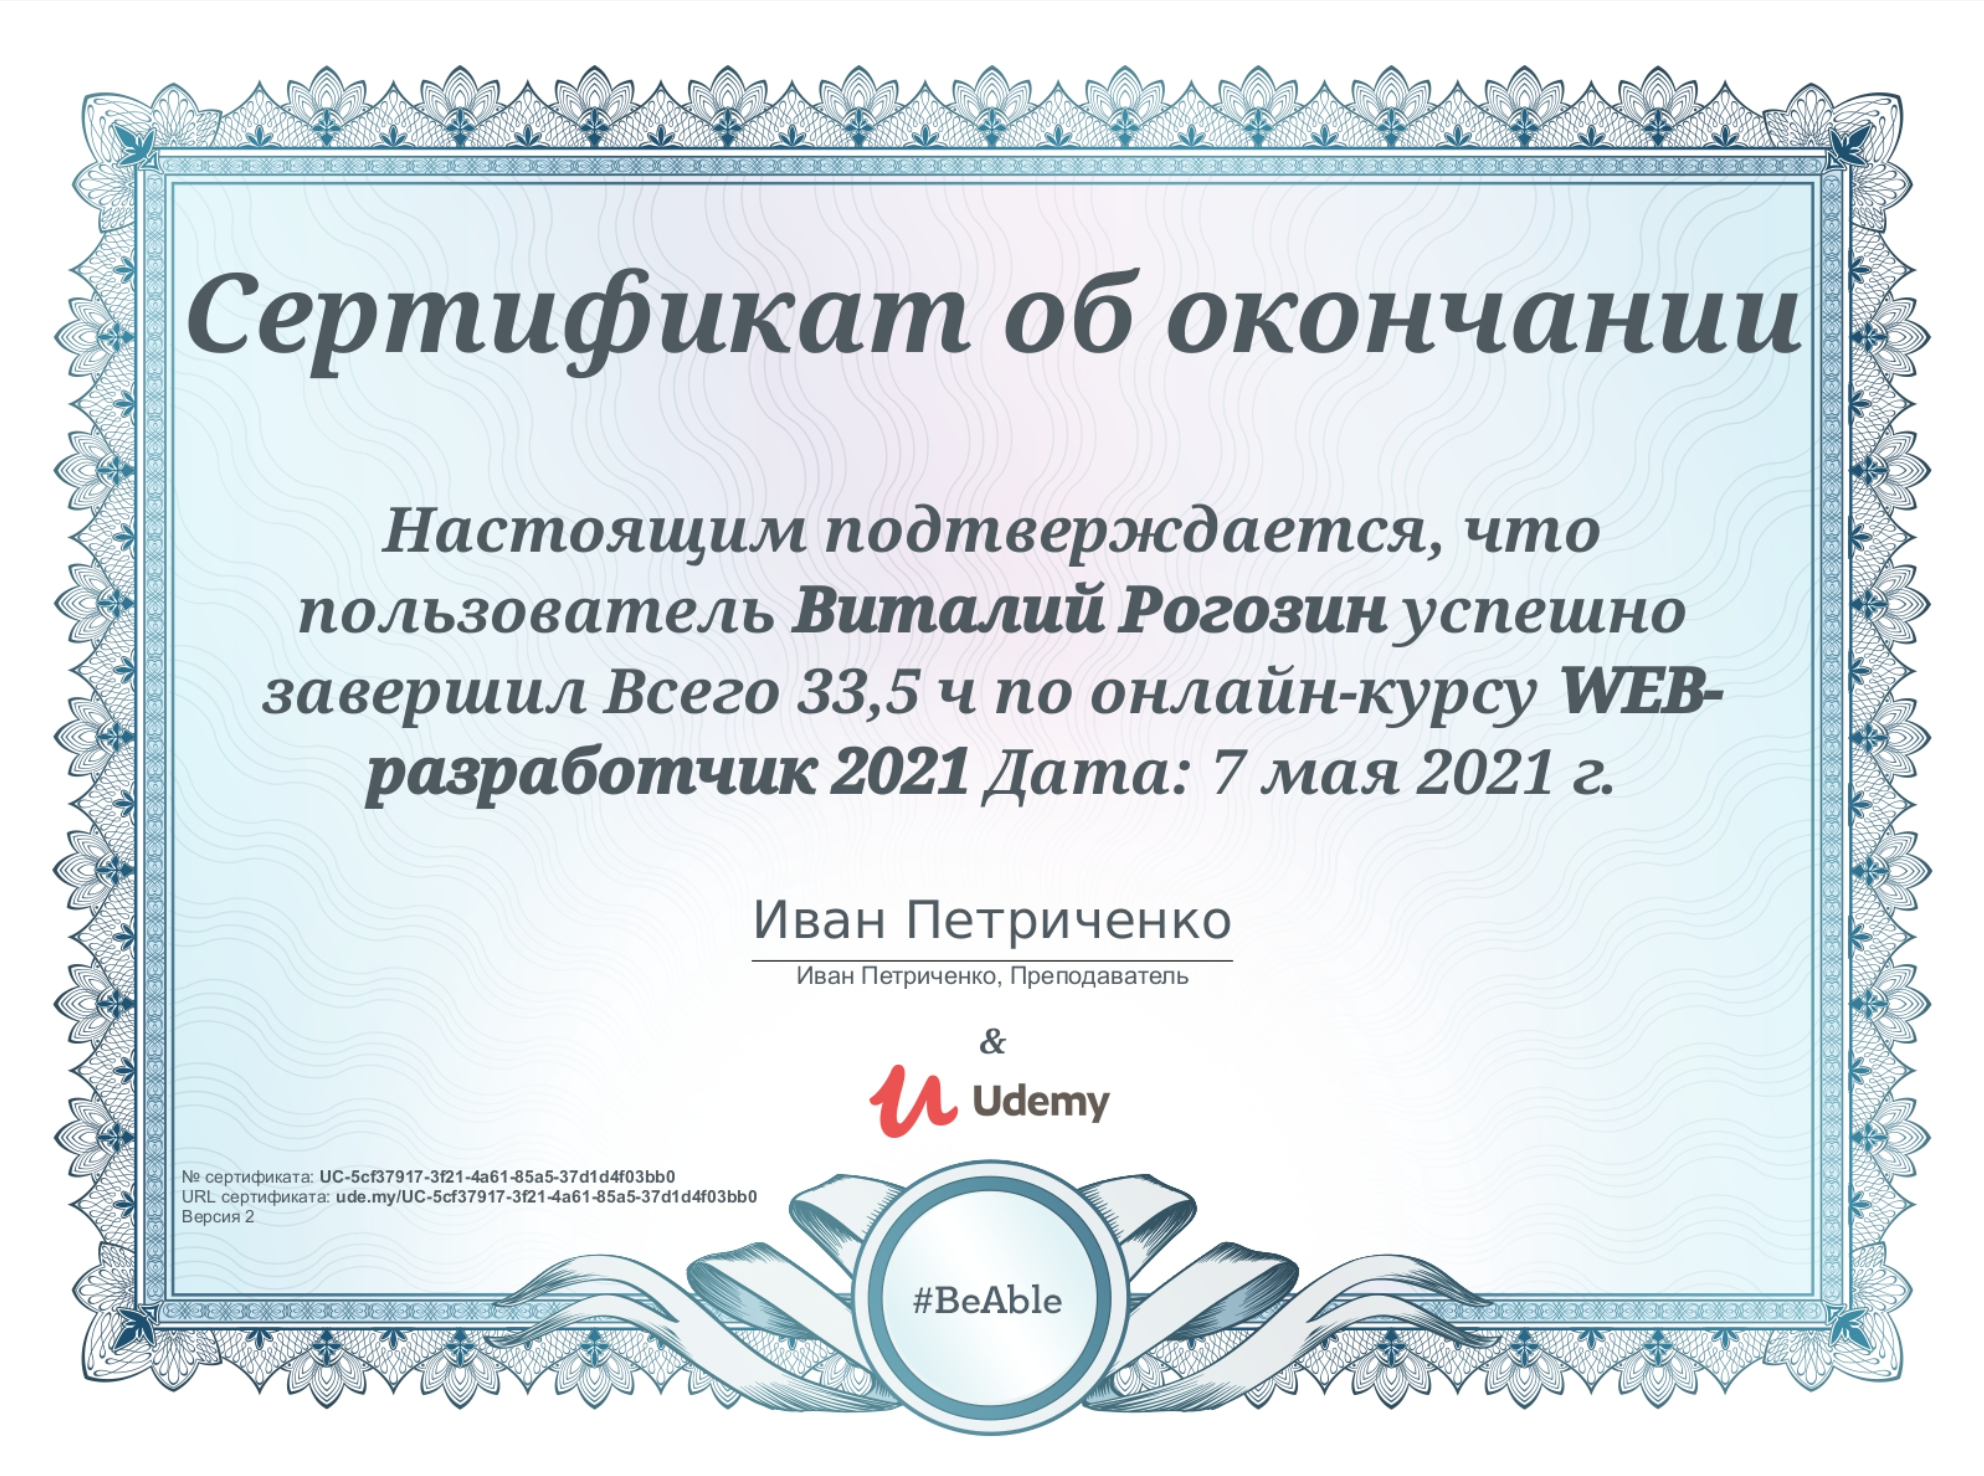 Сертификат об окончании
Настоящим подтверждается, что
пользователь Виталий Рогозин успешно
завершил Всего 33,5 ч по онлайн-курсу WEB-
разработчик 2021 Дата: 7 мая 2021 г.
Иван Петриченко
Иван Петриченко, Преподаватель
&
Udemy
№ сертификата: UC-5cf37917-3f21-4a61-85a5-37d1d4f03bb0
URL сертификата: ude.my/UC-5cf37917-3f21-4a61-85a5-37d1d4f03bb0
Версия 2
#BeAble